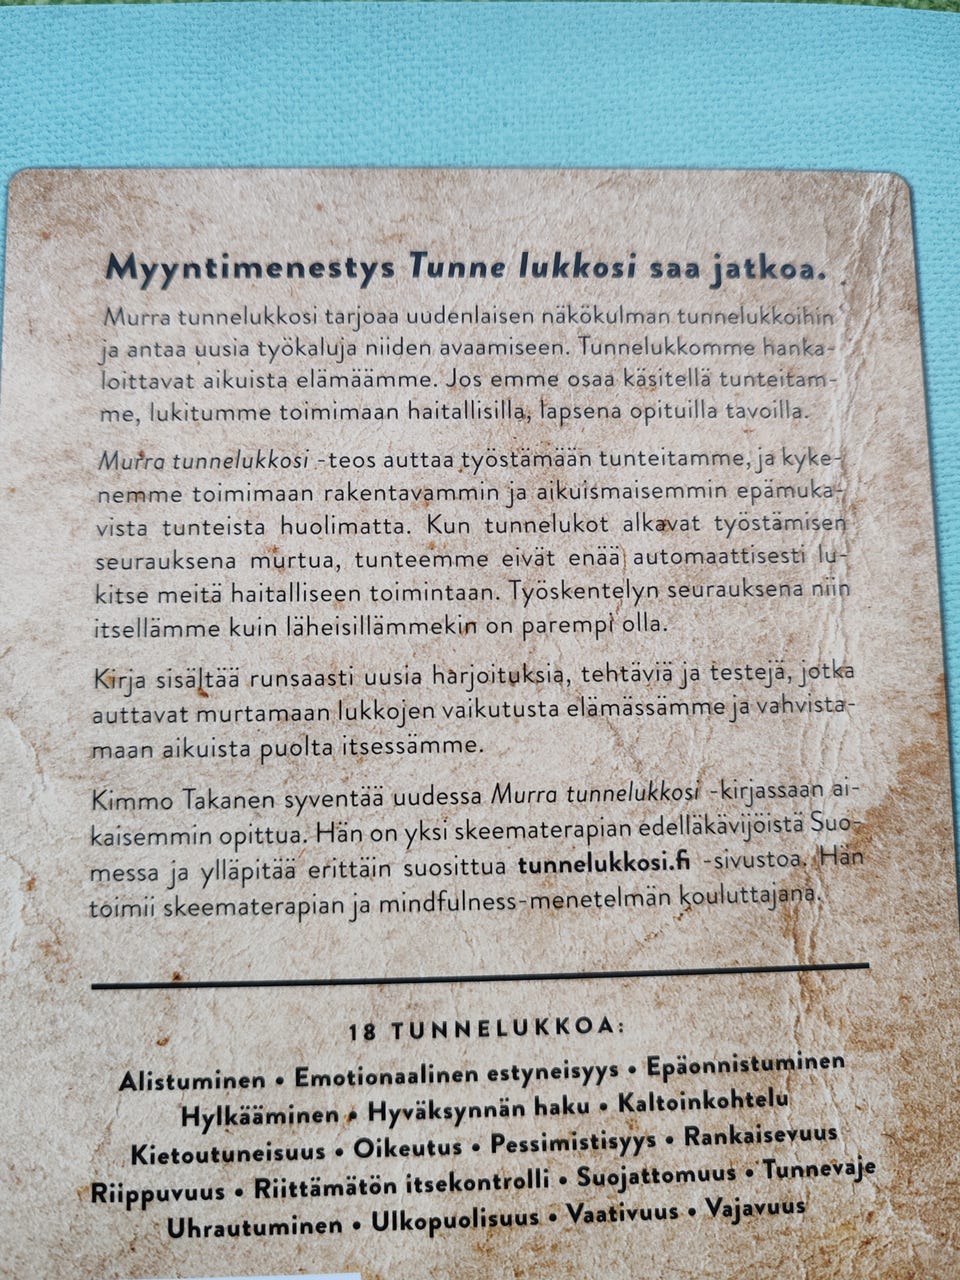 Myyntimenestys Tunne lukkosi saa jatkoa.
Murra tunnelukkosi tarjoaa uudenlaisen näkökulman tunnelukkoihin
ja antaa uusia työkaluja niiden avaamiseen. Tunnelukkomme hanka-
loittavat aikuista elämäämme. Jos emme osaa käsitellä tunteitam-
me, lukitumme toimimaan haitallisilla, lapsena opituilla tavoilla.
Murra tunnelukkosi -teos auttaa työstämään tunteitamme, ja kyke-
nemme toimimaan rakentavammin ja aikuismaisemmin epämuka-
vista tunteista huolimatta. Kun tunnelukot alkavat työstämisen
seurauksena murtua, tunteemme eivät enää automaattisesti lu-
kitse meitä haitalliseen toimintaan. Työskentelyn seurauksena niin
itsellämme kuin läheisillämmekin on parempi olla.
Kirja sisältää runsaasti uusia harjoituksia, tehtäviä ja testejä, jotka
auttavat murtamaan lukkojen vaikutusta elämässämme ja vahvista-
maan aikuista puolta itsessämme.
Kimmo Takanen syventää uudessa Murra tunnelukkosi -kirjassaan ai-
kaisemmin opittua. Hän on yksi skeematerapian edelläkävijöistä Suo-
messa ja ylläpitää erittäin suosittua tunnelukkosi.fi -sivustoa. Hän
toimii skeematerapian ja mindfulness-menetelmän kouluttajana.
18 TUNNELUKKOA:
Alistuminen • Emotionaalinen estyneisyys • Epäonnistuminen
Hylkääminen • Hyväksynnän haku • Kaltoinkohtelu
Kietoutuneisuus • Oikeutus • Pessimistisyys • Rankaisevuus
Riippuvuus • Riittämätön itsekontrolli • Suojattomuus • Tunnevaje
Uhrautuminen • Ulkopuolisuus • Vaativuus • Vajavuus